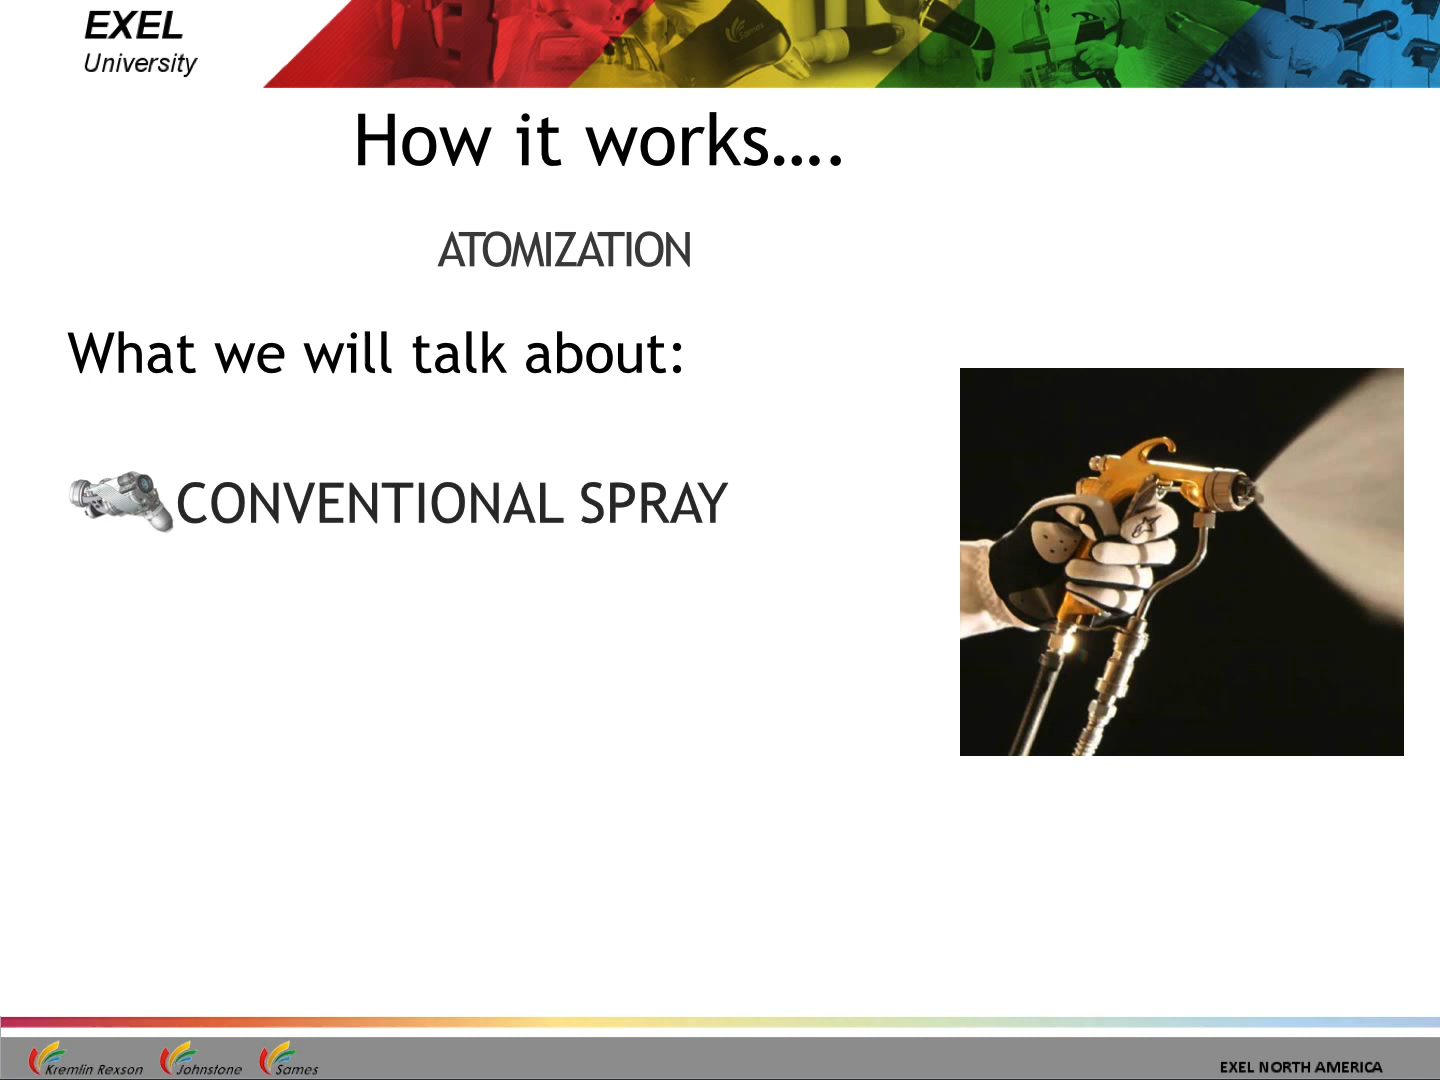 EXEL
University
Sames
How it works....
ATOMIZATION
What we will talk about:
CONVENTIONAL SPRAY
Kremlin Rexson
Johnstone
Sames
EXEL NORTH AMERICA